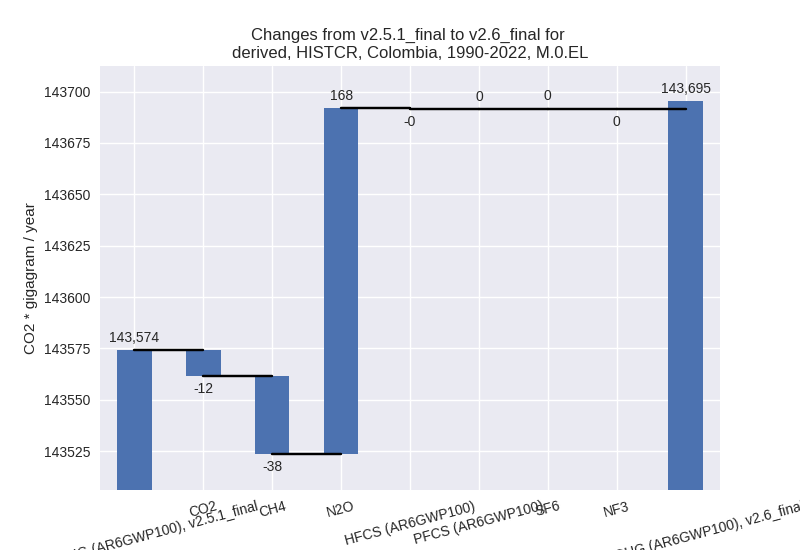 Changes from v2.5.1_final to v2.6_final for
derived, HISTCR, Colombia, 1990-2022, M.0.EL
CO2 * gigagram / year
143700
143675
143650
143625
143600
143575
143550
143525
143,574
-12
-38
168
-0
0
0
0
143,695
(AR6GWP100), v2.5.1_final
CO2
CH4
N2O
HFCS (AR6GWP100)
PFCS (AR6GWP100)
SF6
NF3
(AR6GWP100), v2.6_final